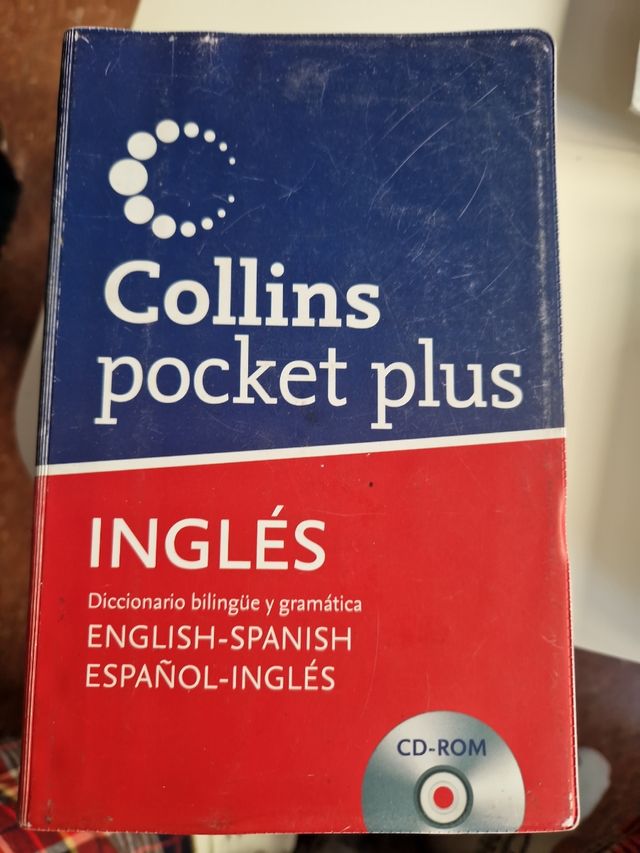 Collins
pocket plus
INGLÉS
Diccionario bilingüe y gramática
ENGLISH-SPANISH
ESPAÑOL-INGLÉS
CD-ROM